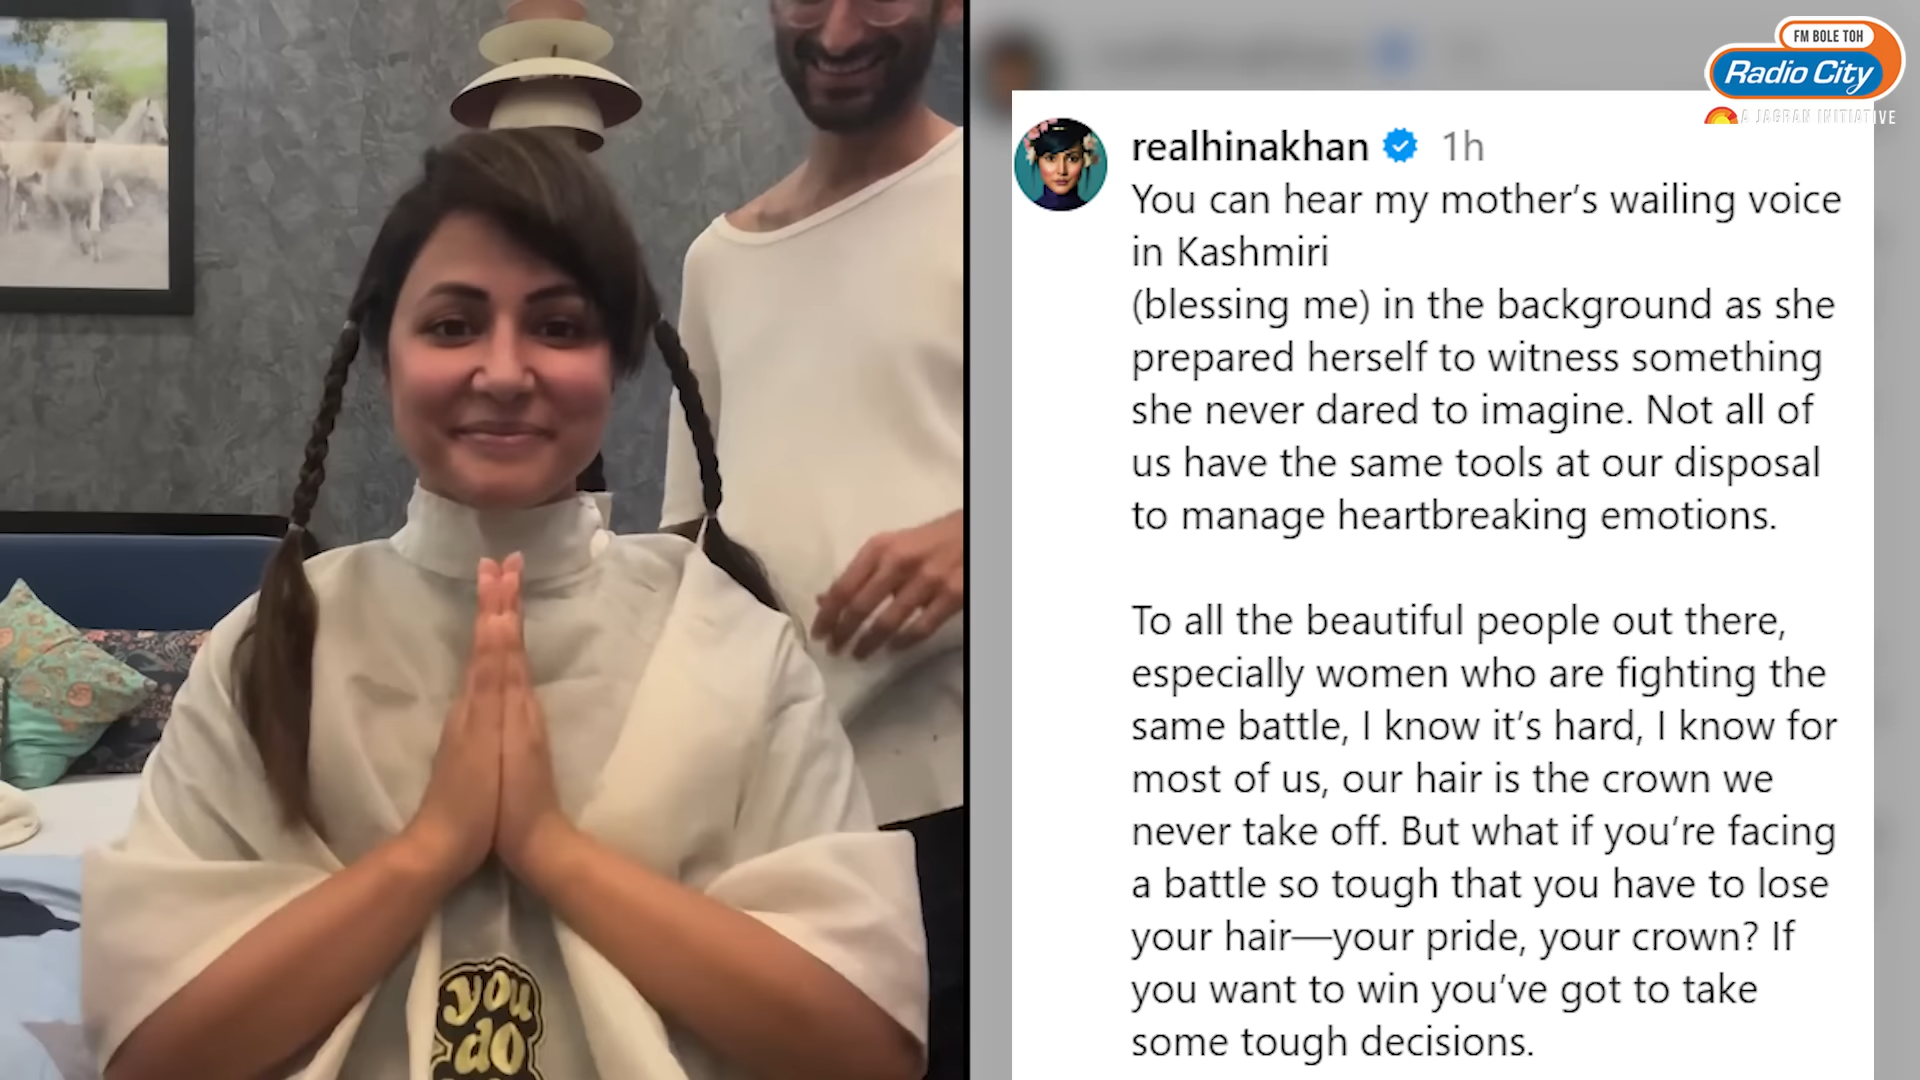 FM BOLE TOH
Radio City
A JAGRAN INITIATIVE
realhinakhan 1h
You can hear my mother’s wailing voice
in Kashmiri
(blessing me) in the background as she
prepared herself to witness something
she never dared to imagine. Not all of
us have the same tools at our disposal
to manage heartbreaking emotions.
To all the beautiful people out there,
especially women who are fighting the
same battle, I know it’s hard, I know for
most of us, our hair is the crown we
never take off. But what if you’re facing
a battle so tough that you have to lose
your hair—your pride, your crown? If
you want to win you’ve got to take
some tough decisions.
you
do